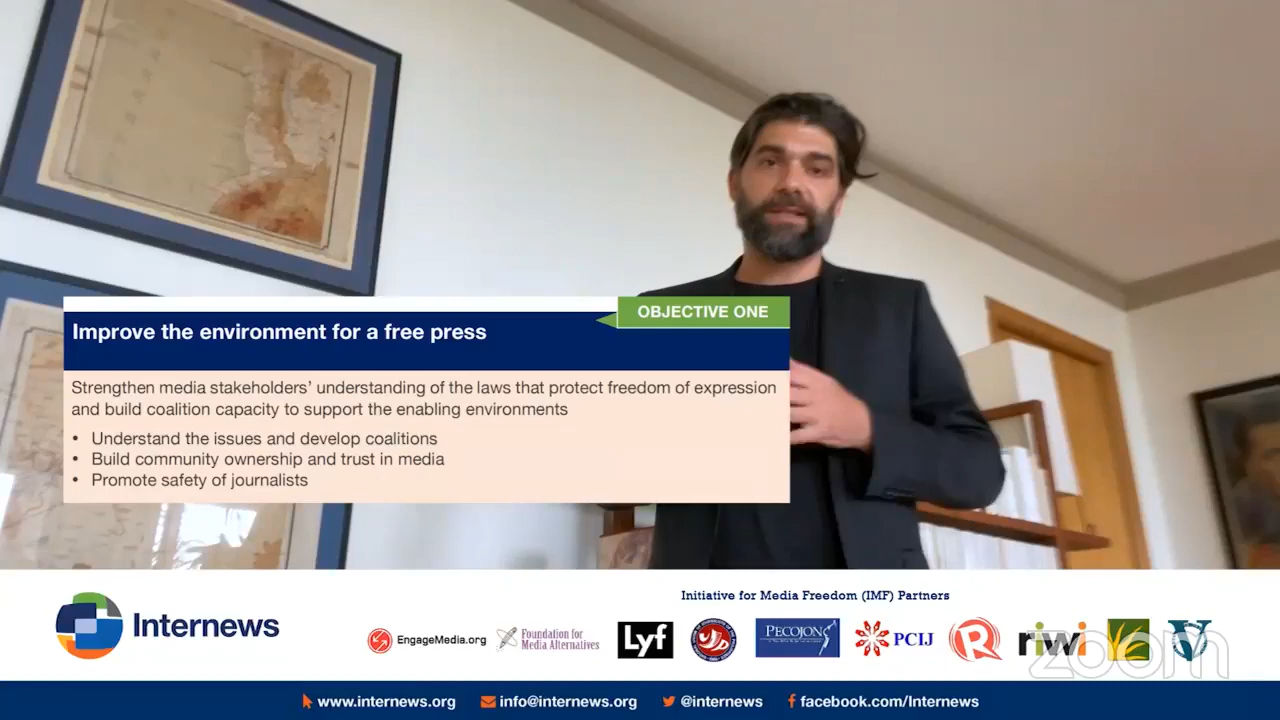 OBJECTIVE ONE
Improve the environment for a free press
Strengthen media stakeholders’ understanding of the laws that protect freedom of expression
and build coalition capacity to support the enabling environments
• Understand the issues and develop coalitions
• Build community ownership and trust in media
• Promote safety of journalists
Initiative for Media Freedom (IMF) Partners
Internews
EngageMedia.org
Foundation for
Media Alternatives
Lyf
PECOJON
PCIJ
R
riwi
zoom
www.internews.org
info@internews.org
@internews
facebook.com/Internews